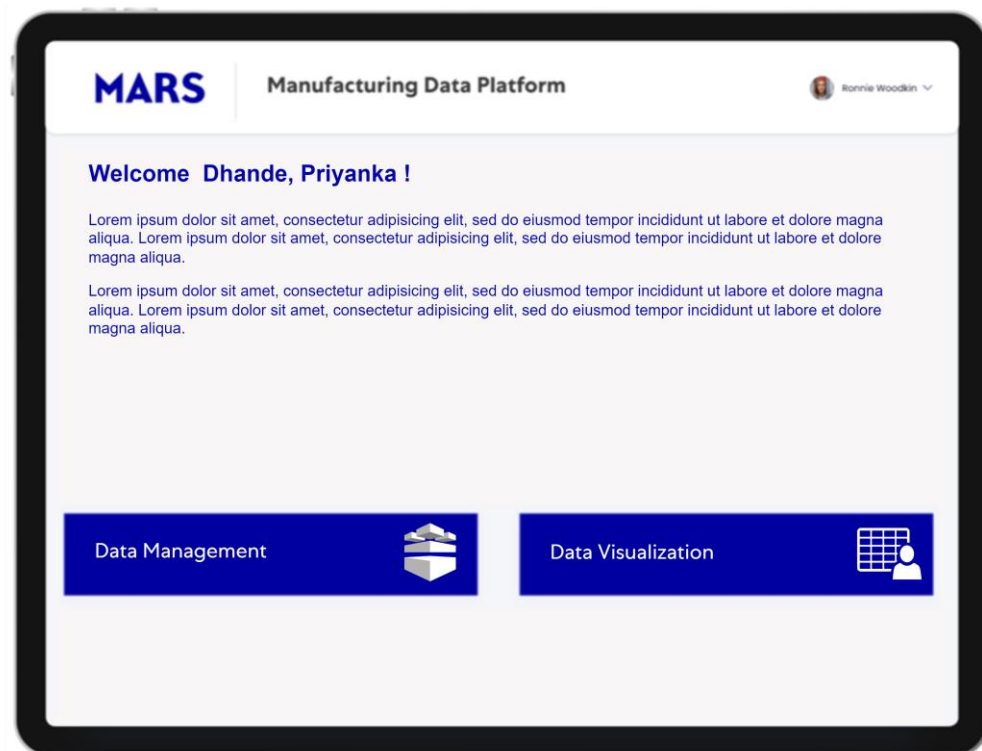 MARS
Manufacturing Data Platform
Ronnie Woodkin
Welcome Dhande, Priyanka !
Lorem ipsum dolor sit amet, consectetur adipisicing elit, sed do eiusmod tempor incididunt ut labore et dolore magna
aliqua. Lorem ipsum dolor sit amet, consectetur adipisicing elit, sed do eiusmod tempor incididunt ut labore et dolore
magna aliqua.
Lorem ipsum dolor sit amet, consectetur adipisicing elit, sed do eiusmod tempor incididunt ut labore et dolore magna
aliqua. Lorem ipsum dolor sit amet, consectetur adipisicing elit, sed do eiusmod tempor incididunt ut labore et dolore
magna aliqua.
Data Management
Data Visualization